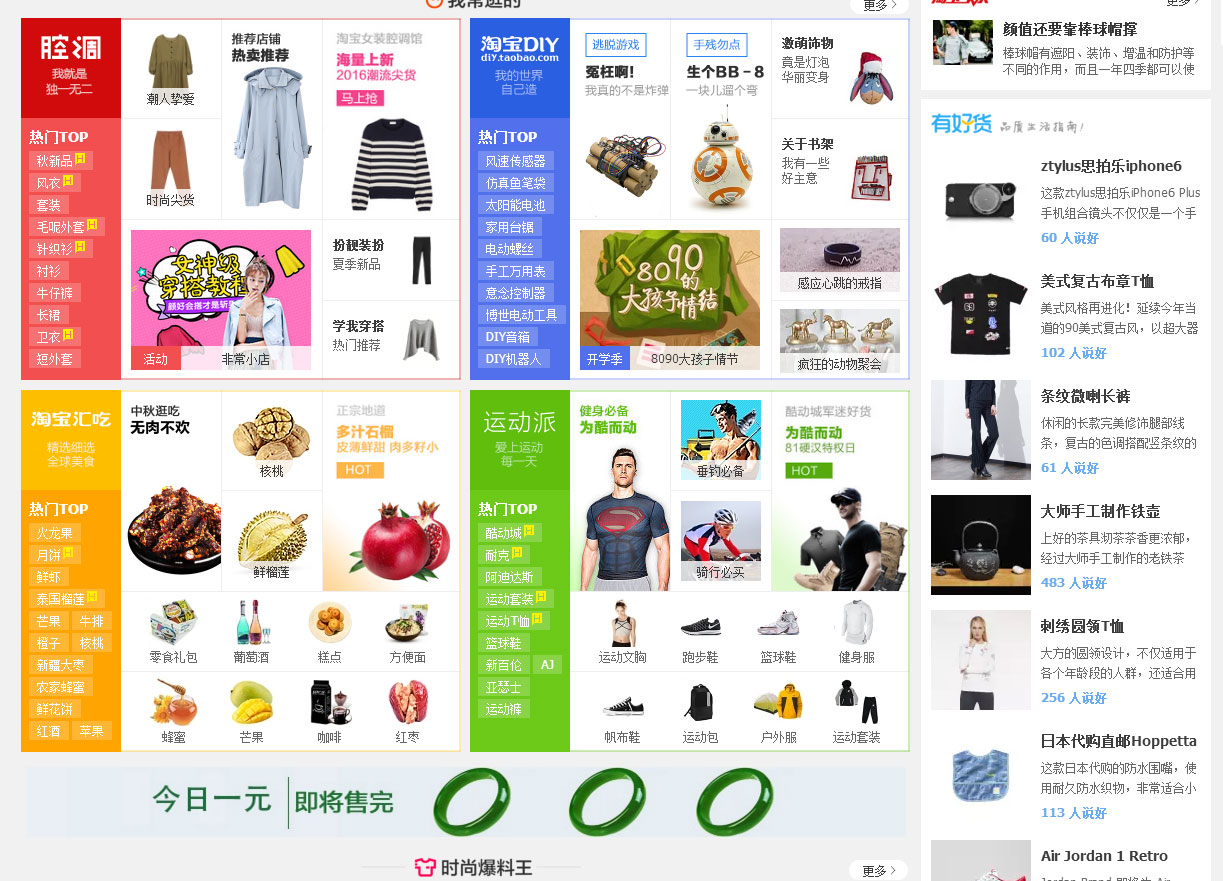 我常逛的
更多
更多
腔调
我就是
独一无二
热门TOP
秋新品 H
风衣 H
套装
毛呢外套 H
针织衫 H
衬衫
牛仔裤
长裙
卫衣 H
短外套
潮人挚爱
时尚尖货
推荐店铺
热卖推荐
淘宝女装腔调馆
海量上新
2016潮流尖货
马上抢
女神级
穿搭教程
活动
非常小店
扮靓装扮
夏季新品
学我穿搭
热门推荐
淘宝DIY
diy.taobao.com
我的世界
自己造
热门TOP
风速传感器
仿真鱼笔袋
太阳能电池
家用台锯
电动螺丝
手工万用表
意念控制器
博世电动工具
DIY音箱
DIY机器人
逃脱游戏
冤枉啊!
我真的不是炸弹
手残勿点
生个BB-8
一块儿遛个弯
激萌饰物
竟是灯泡
华丽变身
关于书架
我有一些
好主意
8090
的
大孩子情结
开学季
8090大孩子情节
感应心跳的戒指
疯狂的动物聚会
淘宝汇吃
精选细选
全球美食
热门TOP
火龙果
月饼 H
鲜虾
泰国榴莲 H
芒果 牛排
橙子 核桃
新疆大枣
农家蜂蜜
鲜花饼
红酒 苹果
中秋逛吃
无肉不欢
核桃
鲜榴莲
正宗地道
多汁石榴
皮薄鲜甜 肉多籽小
HOT
零食礼包
葡萄酒
糕点
方便面
蜂蜜
芒果
咖啡
红枣
运动派
爱上运动
每一天
热门TOP
酷动城 H
耐克 H
阿迪达斯
运动套装 H
运动T恤 H
篮球鞋
新百伦 AJ
亚瑟士
运动裤
健身必备
为酷而动
垂钓必备
骑行必买
酷动城军迷好货
为酷而动
81硬汉特权日
HOT
运动文胸
跑步鞋
篮球鞋
健身服
帆布鞋
运动包
户外服
运动套装
今日一元
即将售完
时尚爆料王
更多
颜值还要靠棒球帽撑
棒球帽有遮阳、装饰、增温和防护等
不同的作用，而且一年四季都可以使
有好货 品质生活指南
ztylus思拍乐iphone6
这款ztylus思拍乐iPhone6 Plus
手机组合镜头不仅仅是一个手
60 人说好
美式复古布章T恤
美式风格再进化！延续今年当
道的90美式复古风，以超大器
102 人说好
条纹微喇长裤
休闲的长款完美修饰腿部线
条，复古的色调搭配竖条纹的
61 人说好
大师手工制作铁壶
上好的茶具沏茶茶香更浓郁，
经过大师手工制作的老铁茶
483 人说好
刺绣圆领T恤
大方的圆领设计，不仅适用于
各个年龄段的人群，还适合用
256 人说好
日本代购直邮Hoppetta
这款日本代购的防水围嘴，使
用耐久防水织物，非常适合小
113 人说好
Air Jordan 1 Retro